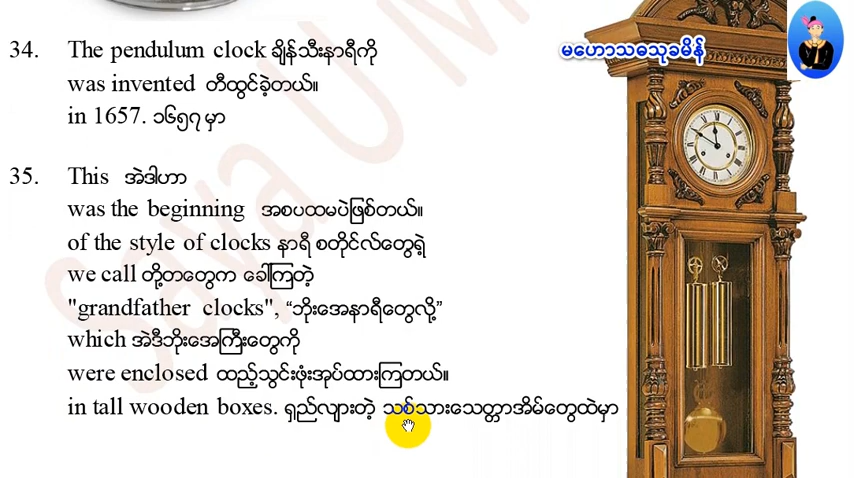 မဟောသဓသုခမိန်
34. The pendulum clock ချိန်သီးနာရီကို
was invented တီထွင်ခဲ့တယ်။
in 1657. ၁၆၅၇ မှာ
35. This အဲဒါဟာ
was the beginning အစပထမပဲဖြစ်တယ်။
of the style of clocks နာရီ စတိုင်လ်တွေရဲ့
we call တို့တတွေက ခေါ်ကြတဲ့
"grandfather clocks", “ဘိုးအေနာရီတွေလို့”
which အဲဒီဘိုးအေကြီးတွေကို
were enclosed ထည့်သွင်းဖုံးအုပ်ထားကြတယ်။
in tall wooden boxes. ရှည်လျားတဲ့ သစ်သားသေတ္တာအိမ်တွေထဲမှာ
Saya U M